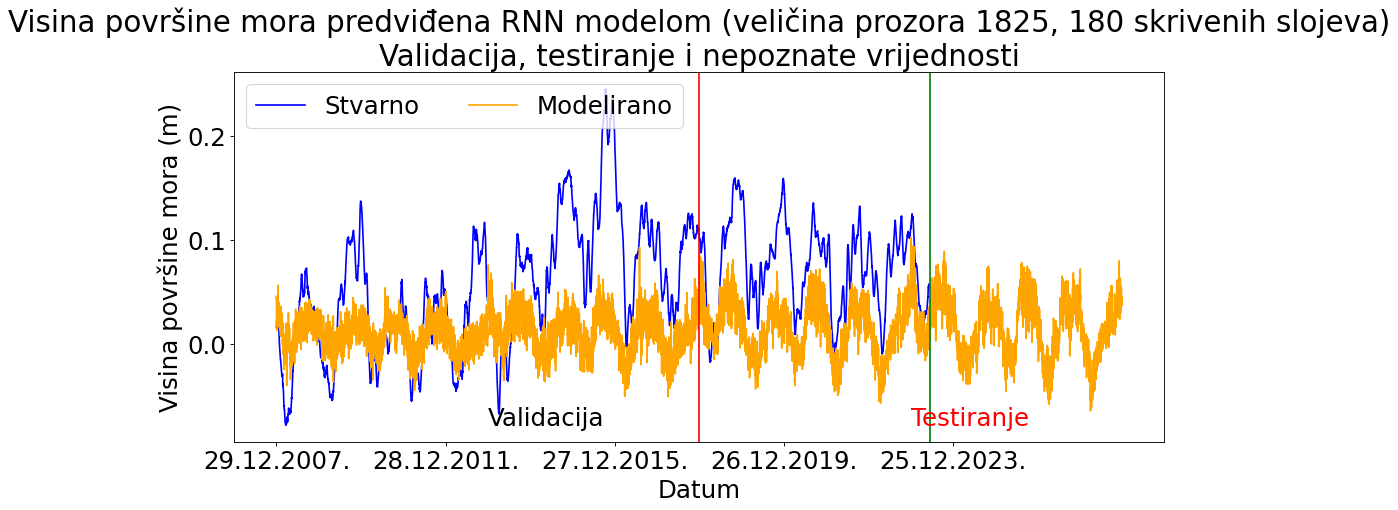 Visina površine mora predviđena RNN modelom (veličina prozora 1825, 180 skrivenih slojeva)
Validacija, testiranje i nepoznate vrijednosti
Stvarno Modelirano
Visina površine mora (m)
0.2
0.1
0.0
Validacija Testiranje
29.12.2007. 28.12.2011. 27.12.2015. 26.12.2019. 25.12.2023.
Datum